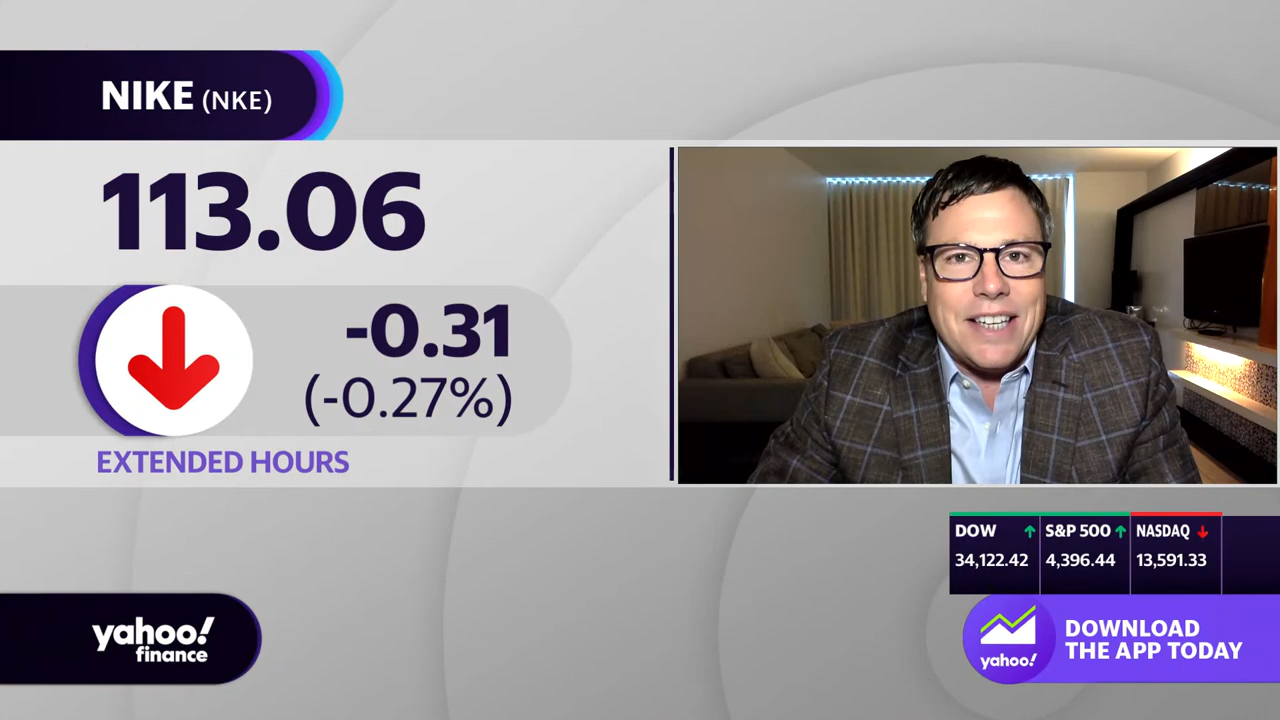 NIKE (NKE)
113.06
-0.31
(-0.27%)
EXTENDED HOURS
DOW
34,122.42
S&P 500
4,396.44
NASDAQ
13,591.33
yahoo!
finance
yahoo!
DOWNLOAD
THE APP TODAY